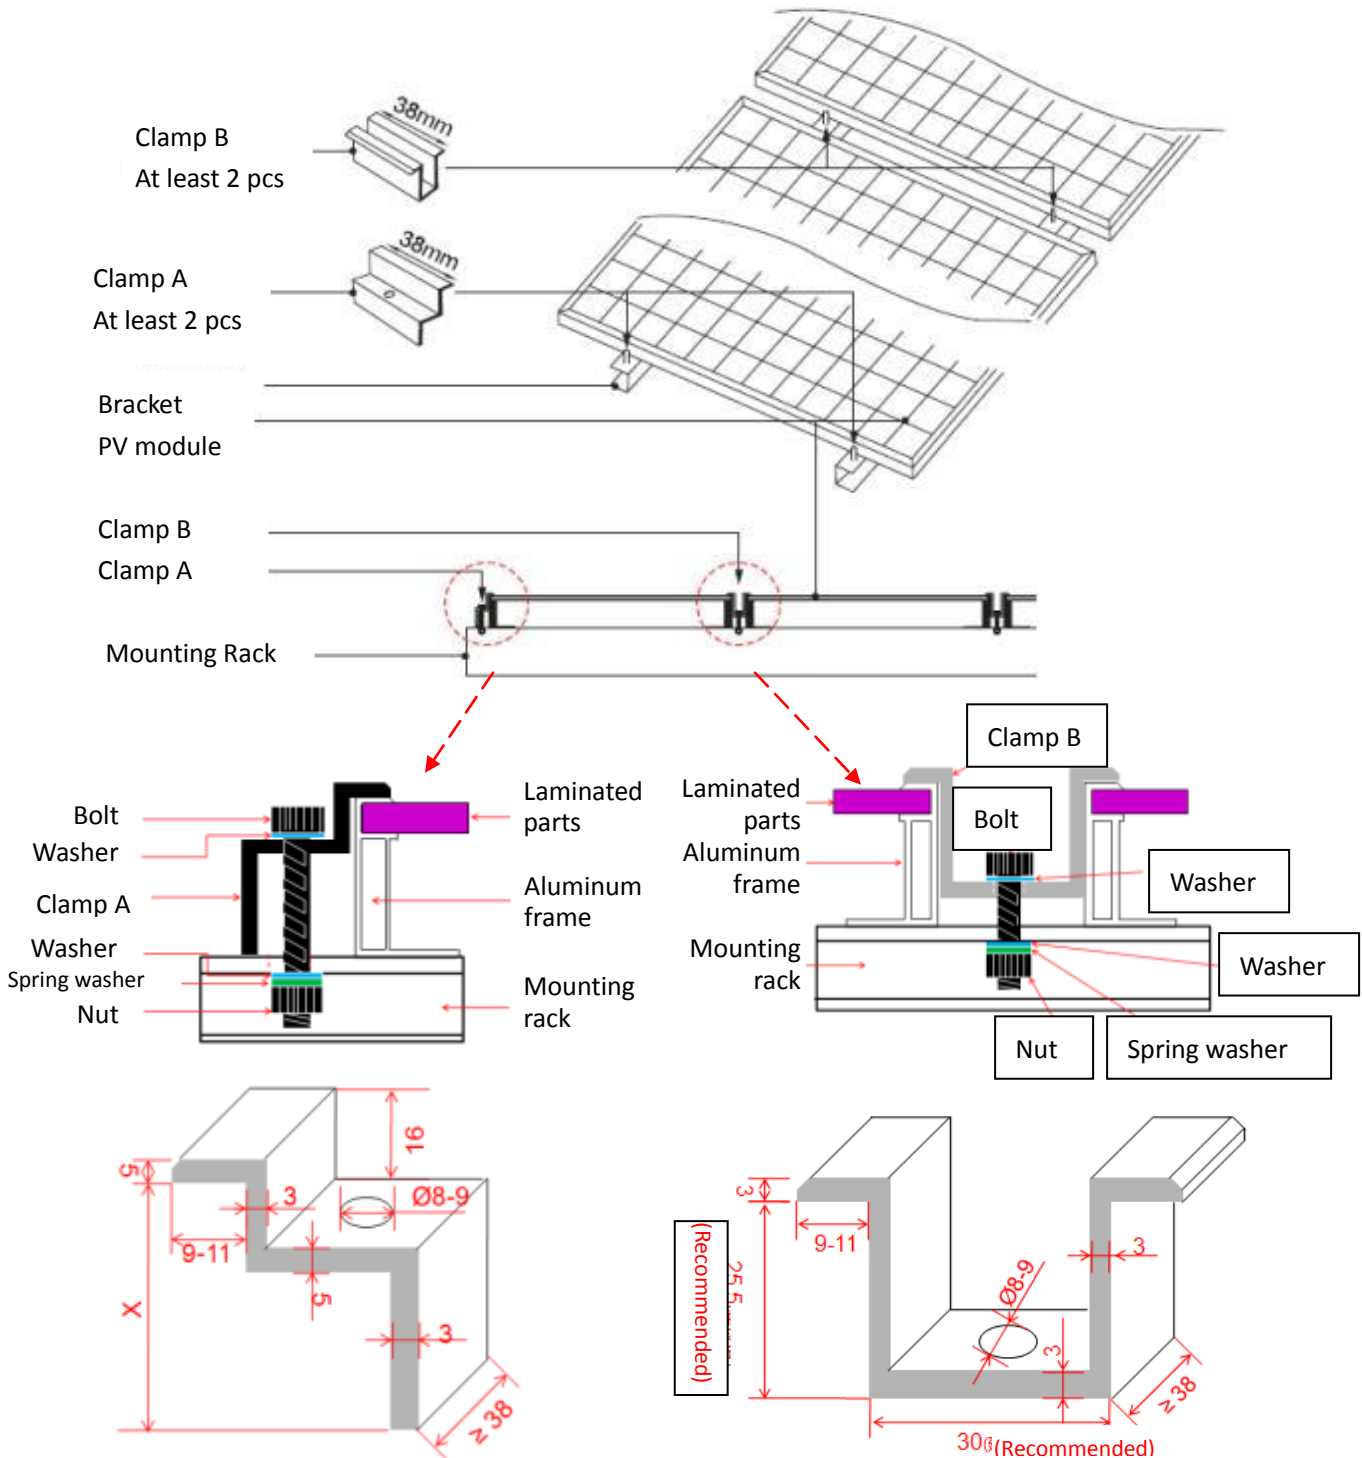 38mm
Clamp B
At least 2 pcs
38mm
Clamp A
At least 2 pcs
Bracket
PV module
Clamp B
Clamp A
Mounting Rack
Bolt
Washer
Clamp A
Washer
Spring washer
Nut
Laminated
parts
Aluminum
frame
Mounting
rack
Laminated
parts
Aluminum
frame
Mounting
rack
Clamp B
Bolt
Washer
Washer
Nut
Spring washer
16
5
3
Ø8-9
9-11
5
X
3
≥38
3
9-11
25.5
(Recommended)
3
Ø8-9
3
≥38
30
(Recommended)